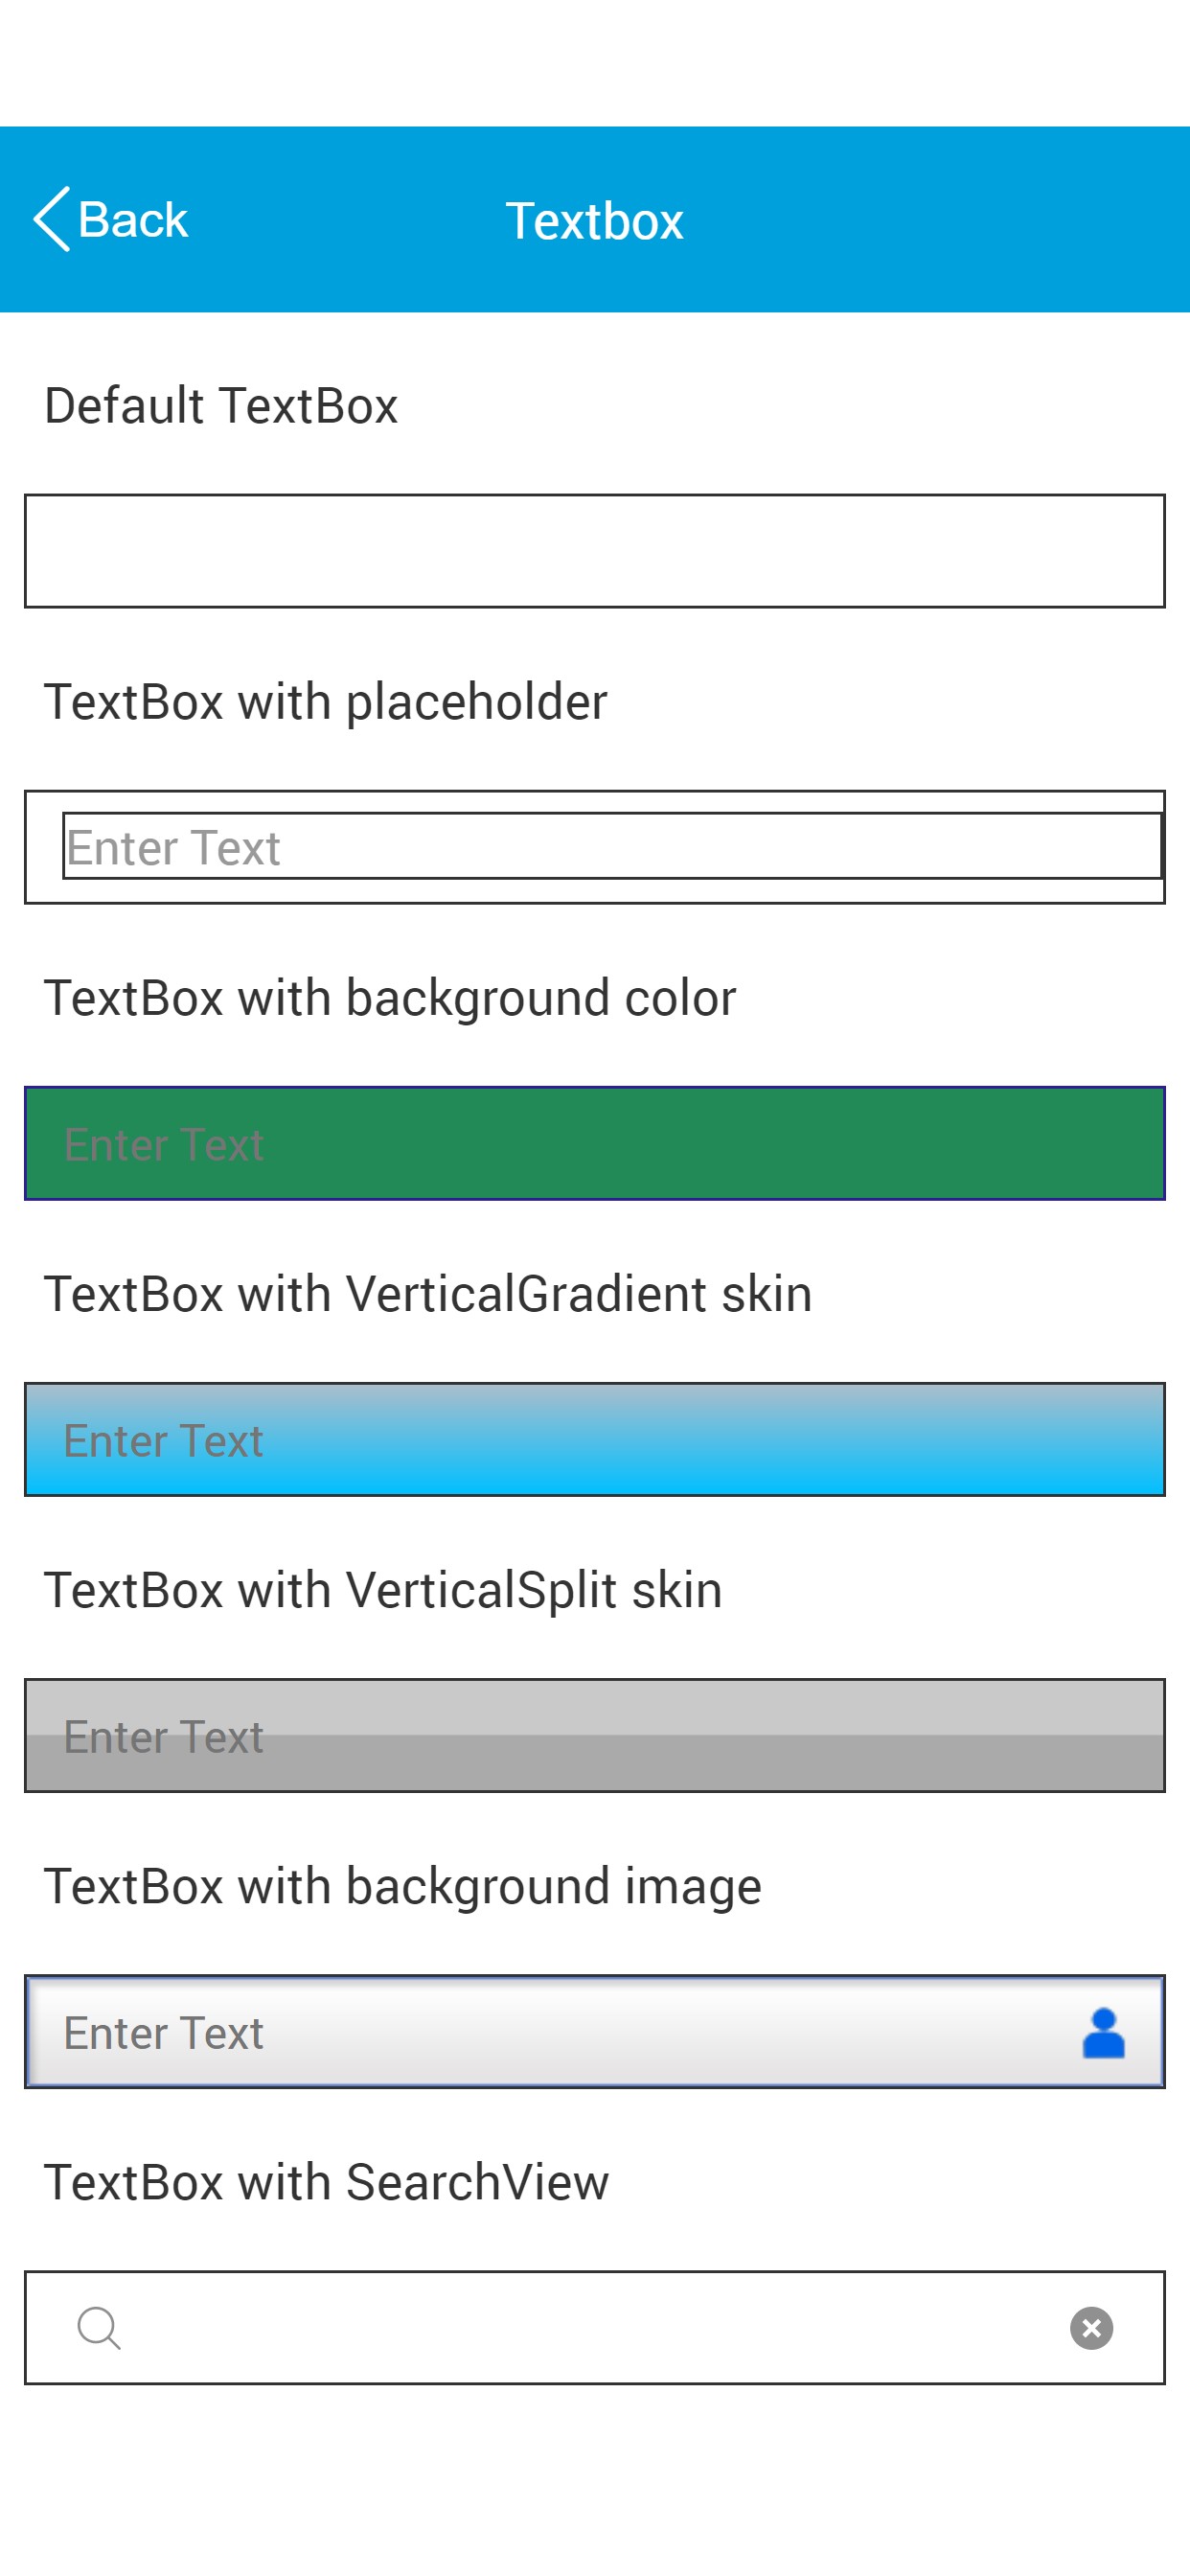 Back
Textbox
Default TextBox
TextBox with placeholder
Enter Text
TextBox with background color
Enter Text
TextBox with VerticalGradient skin
Enter Text
TextBox with VerticalSplit skin
Enter Text
TextBox with background image
Enter Text
TextBox with SearchView